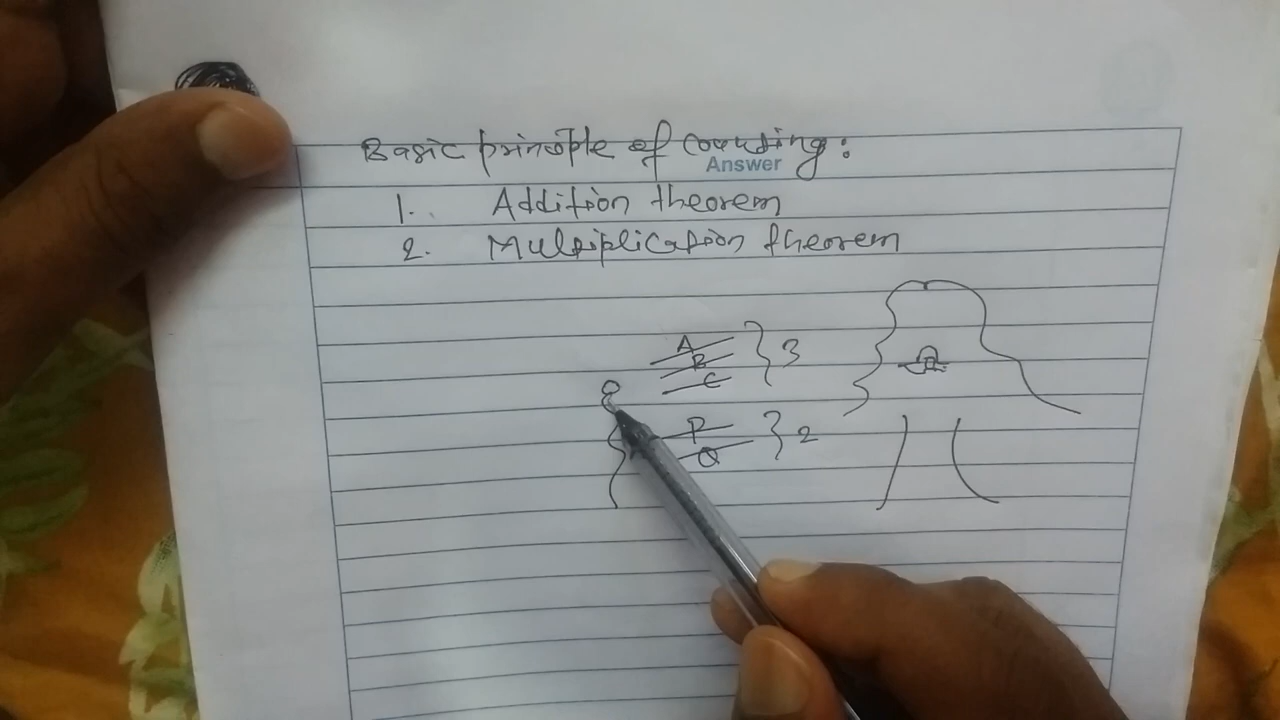 Basic principle of counting:
Answer
1. Addition theorem
2. Multiplication theorem
A
B
C
3
P
Q
2